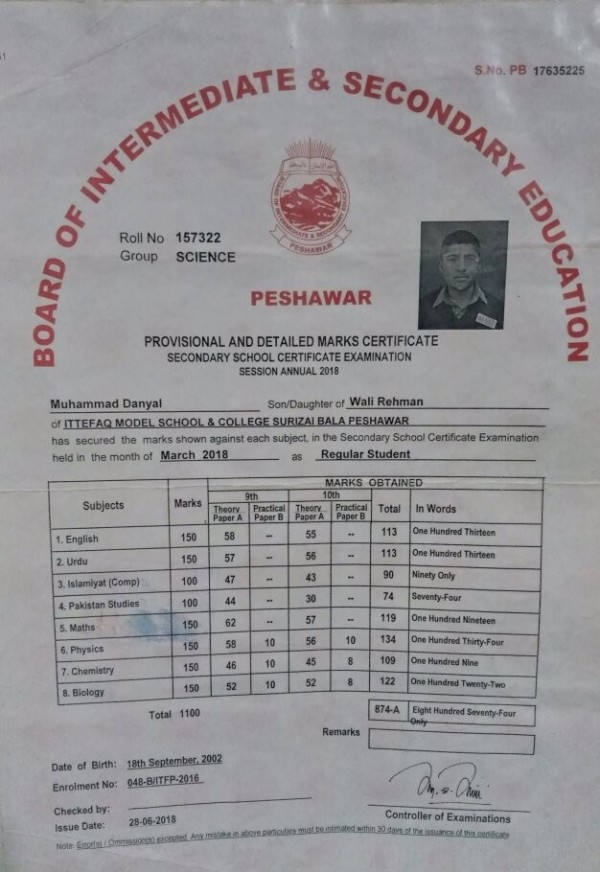 S.No. PB 17635225
BOARD OF INTERMEDIATE & SECONDARY EDUCATION
BOARD OF INTERMEDIATE & SECONDARY EDUCATION
PESHAWAR
Roll No 157322
Group SCIENCE
PESHAWAR
PROVISIONAL AND DETAILED MARKS CERTIFICATE
SECONDARY SCHOOL CERTIFICATE EXAMINATION
SESSION ANNUAL 2018
Muhammad Danyal Son/Daughter of Wali Rehman
of ITTEFAQ MODEL SCHOOL & COLLEGE SURIZAI BALA PESHAWAR
has secured the marks shown against each subject, in the Secondary School Certificate Examination
held in the month of March 2018 as Regular Student
MARKS OBTAINED
Subjects Marks 9th 10th Total In Words
Theory Paper A Practical Paper B Theory Paper A Practical Paper B
1. English 150 58 -- 55 -- 113 One Hundred Thirteen
2. Urdu 150 57 -- 56 -- 113 One Hundred Thirteen
3. Islamiyat (Comp) 100 47 -- 43 -- 90 Ninety Only
4. Pakistan Studies 100 44 -- 30 -- 74 Seventy-Four
5. Maths 150 62 -- 57 -- 119 One Hundred Nineteen
6. Physics 150 58 10 56 10 134 One Hundred Thirty-Four
7. Chemistry 150 46 10 45 8 109 One Hundred Nine
8. Biology 150 52 10 52 8 122 One Hundred Twenty-Two
Total 1100 874-A Eight Hundred Seventy-Four
Only
Remarks
Date of Birth: 18th September, 2002
Enrolment No: 048-B/ITFP-2016
Checked by:
Controller of Examinations
Issue Date: 28-06-2018
Note: Error(s) / Ommission(s) excepted. Any mistake in above particulars must be intimated within 30 days of the issuance of this certificate